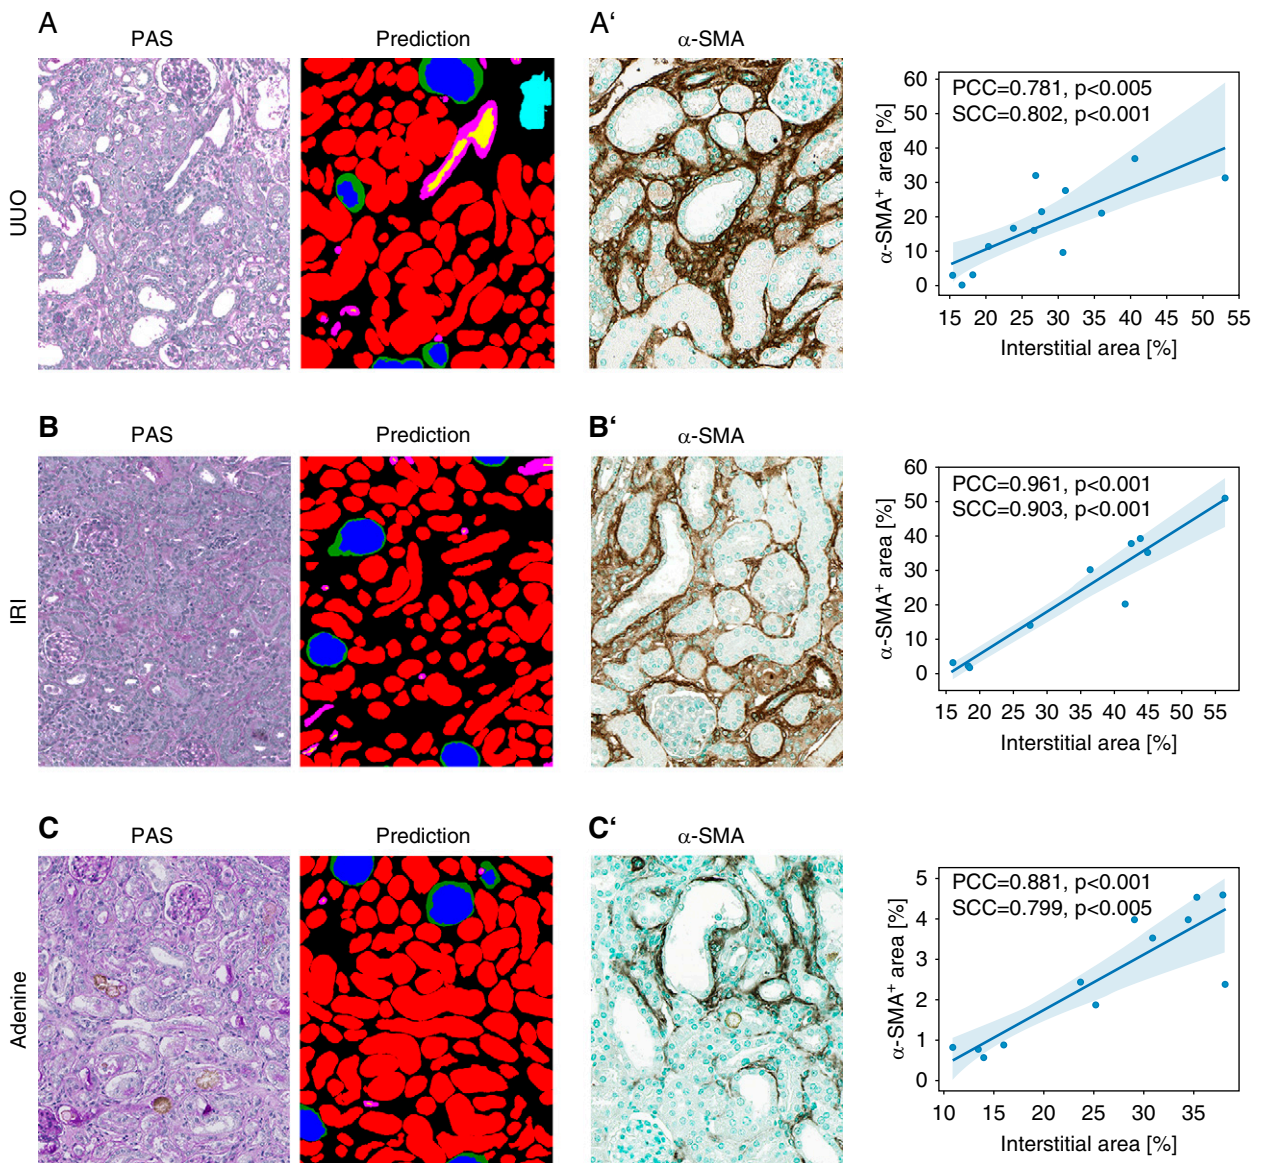 A
PAS
Prediction
A‘
α-SMA
UUO
PCC=0.781, p<0.005
SCC=0.802, p<0.001
α-SMA⁺ area [%]
60
50
40
30
20
10
0
15 20 25 30 35 40 45 50 55
Interstitial area [%]
B
PAS
Prediction
B‘
α-SMA
IRI
PCC=0.961, p<0.001
SCC=0.903, p<0.001
α-SMA⁺ area [%]
60
50
40
30
20
10
0
15 20 25 30 35 40 45 50 55
Interstitial area [%]
C
PAS
Prediction
C‘
α-SMA
Adenine
PCC=0.881, p<0.001
SCC=0.799, p<0.005
α-SMA⁺ area [%]
5
4
3
2
1
0
10 15 20 25 30 35
Interstitial area [%]